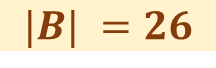 |B| = 26